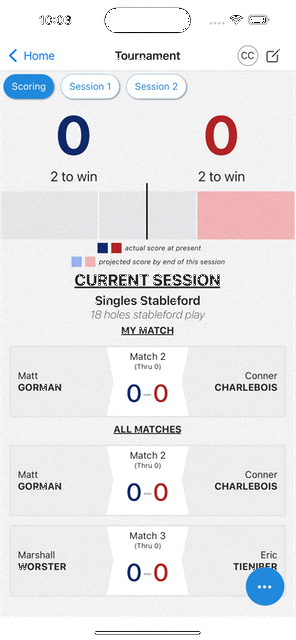 10:03
Home
Tournament
CC
Scoring
Session 1
Session 2
0
0
2 to win
2 to win
actual score at present
projected score by end of this session
CURRENT SESSION
Singles Stableford
18 holes stableford play
MY MATCH
Match 2
(Thru 0)
Matt
GORMAN
0-0
Conner
CHARLEBOIS
ALL MATCHES
Match 2
(Thru 0)
Matt
GORMAN
0-0
Conner
CHARLEBOIS
Match 3
(Thru 0)
Marshall
WORSTER
0-0
Eric